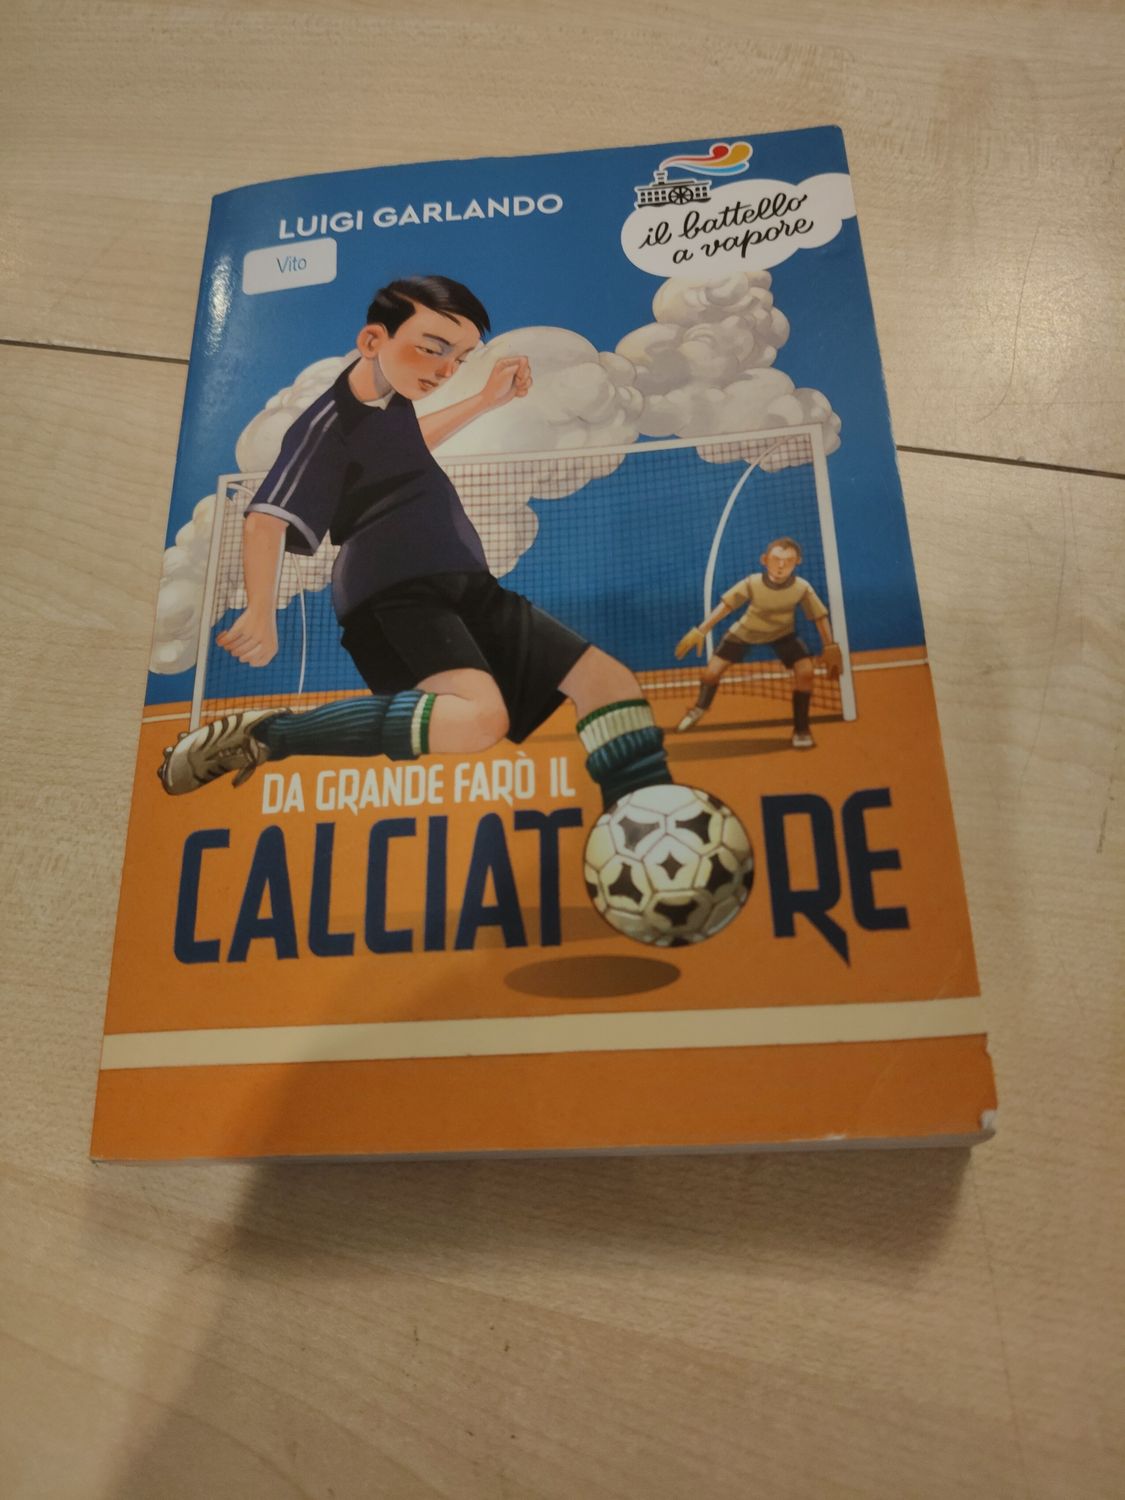 LUIGI GARLANDO
Vito
il battello
a vapore
DA GRANDE FARÒ IL
CALCIATORE